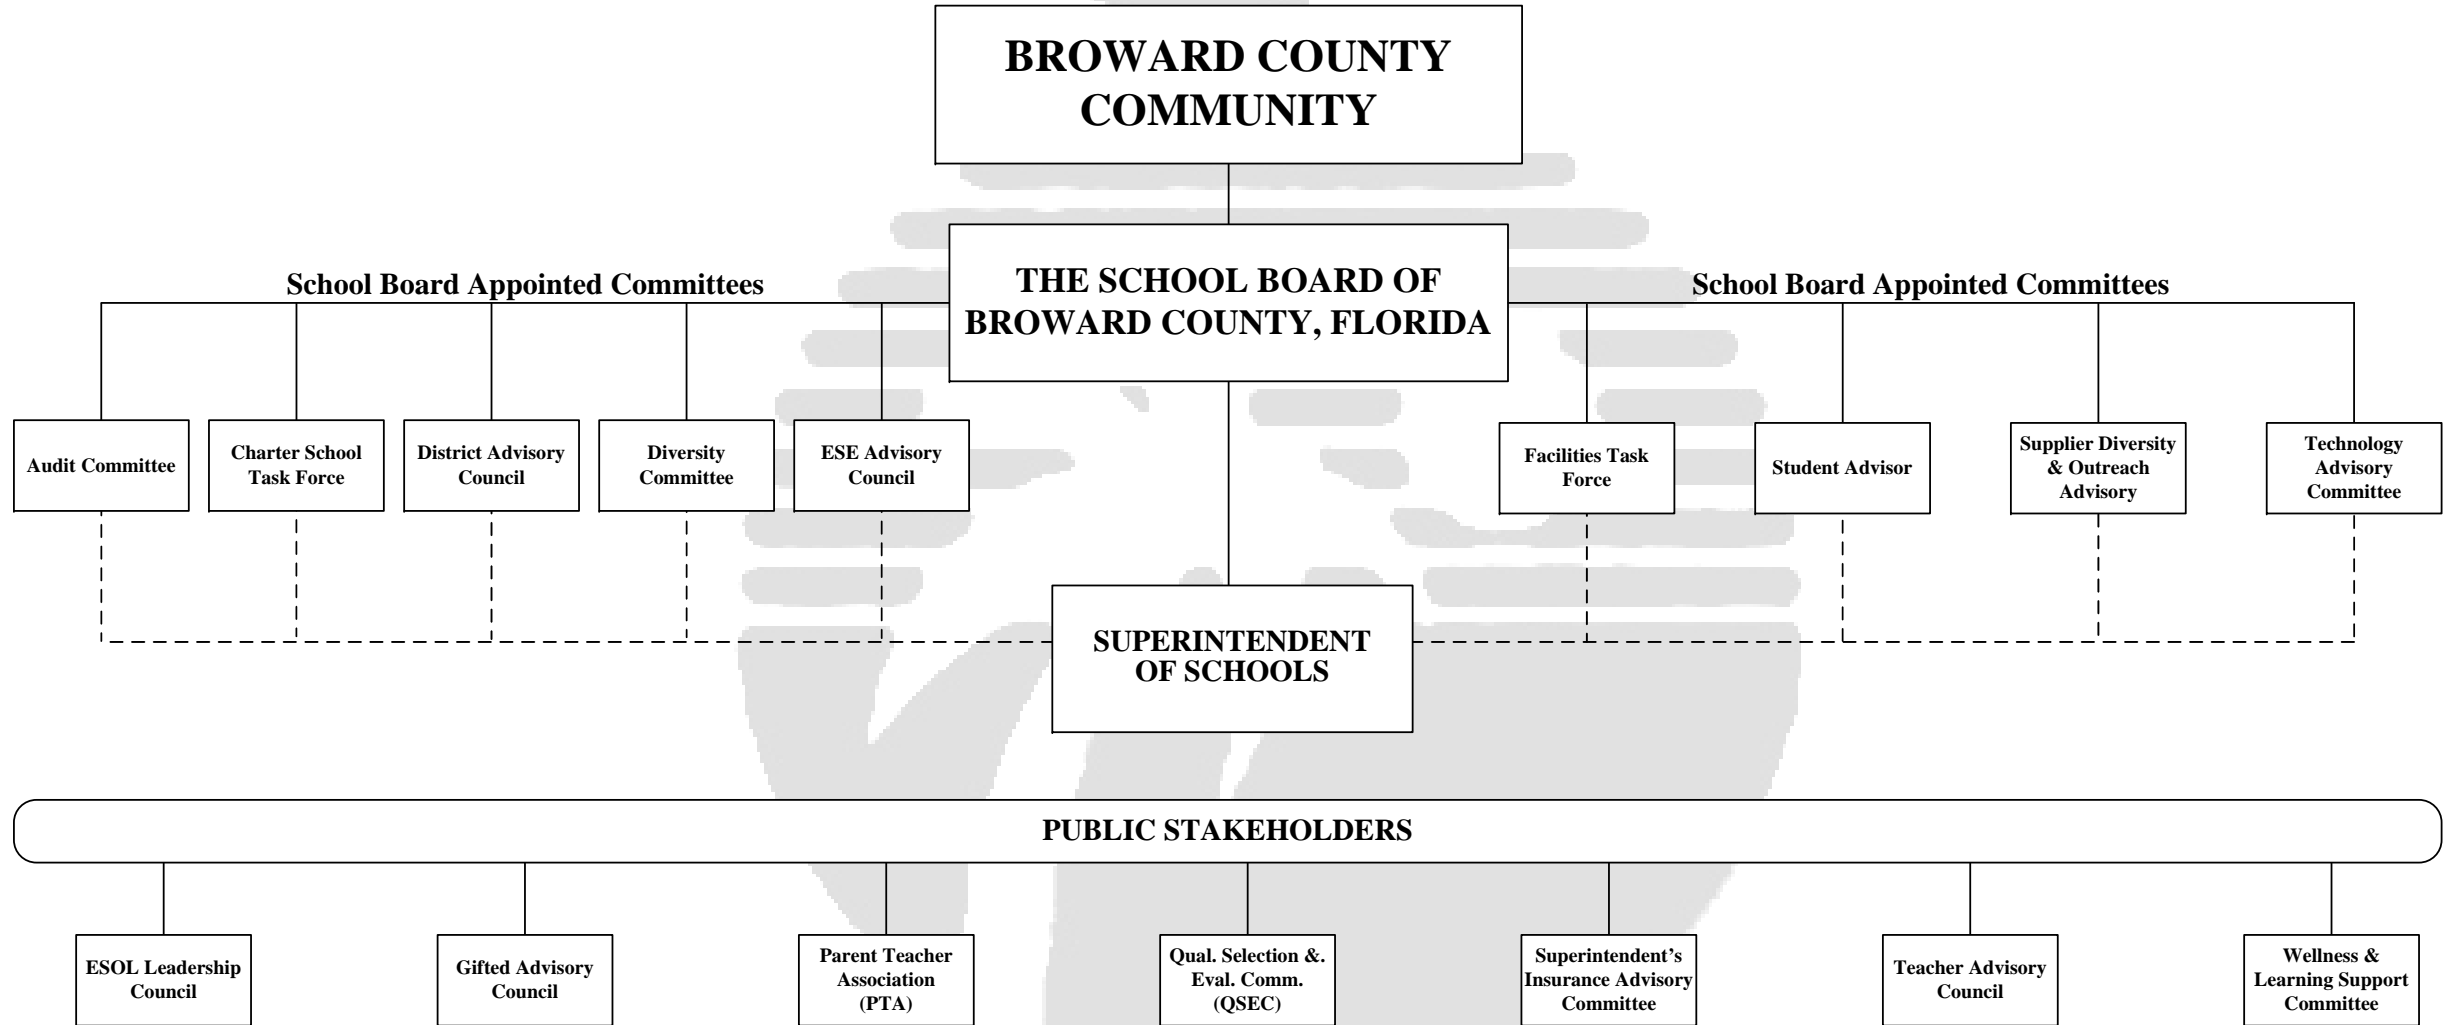 BROWARD COUNTY
COMMUNITY
THE SCHOOL BOARD OF
BROWARD COUNTY, FLORIDA
School Board Appointed Committees
School Board Appointed Committees
Audit Committee
Charter School
Task Force
District Advisory
Council
Diversity
Committee
ESE Advisory
Council
Facilities Task
Force
Student Advisor
Supplier Diversity
& Outreach
Advisory
Technology
Advisory
Committee
SUPERINTENDENT
OF SCHOOLS
PUBLIC STAKEHOLDERS
ESOL Leadership
Council
Gifted Advisory
Council
Parent Teacher
Association
(PTA)
Qual. Selection &.
Eval. Comm.
(QSEC)
Superintendent’s
Insurance Advisory
Committee
Teacher Advisory
Council
Wellness &
Learning Support
Committee